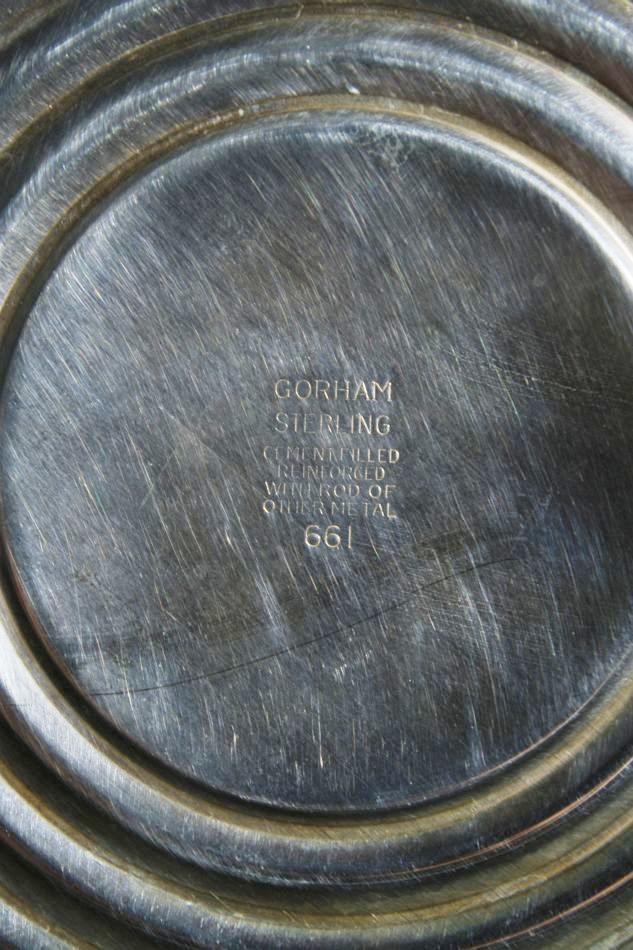 GORHAM
STERLING
CEMENT FILLED
REINFORCED
WITH ROD OF
OTHER METAL
661